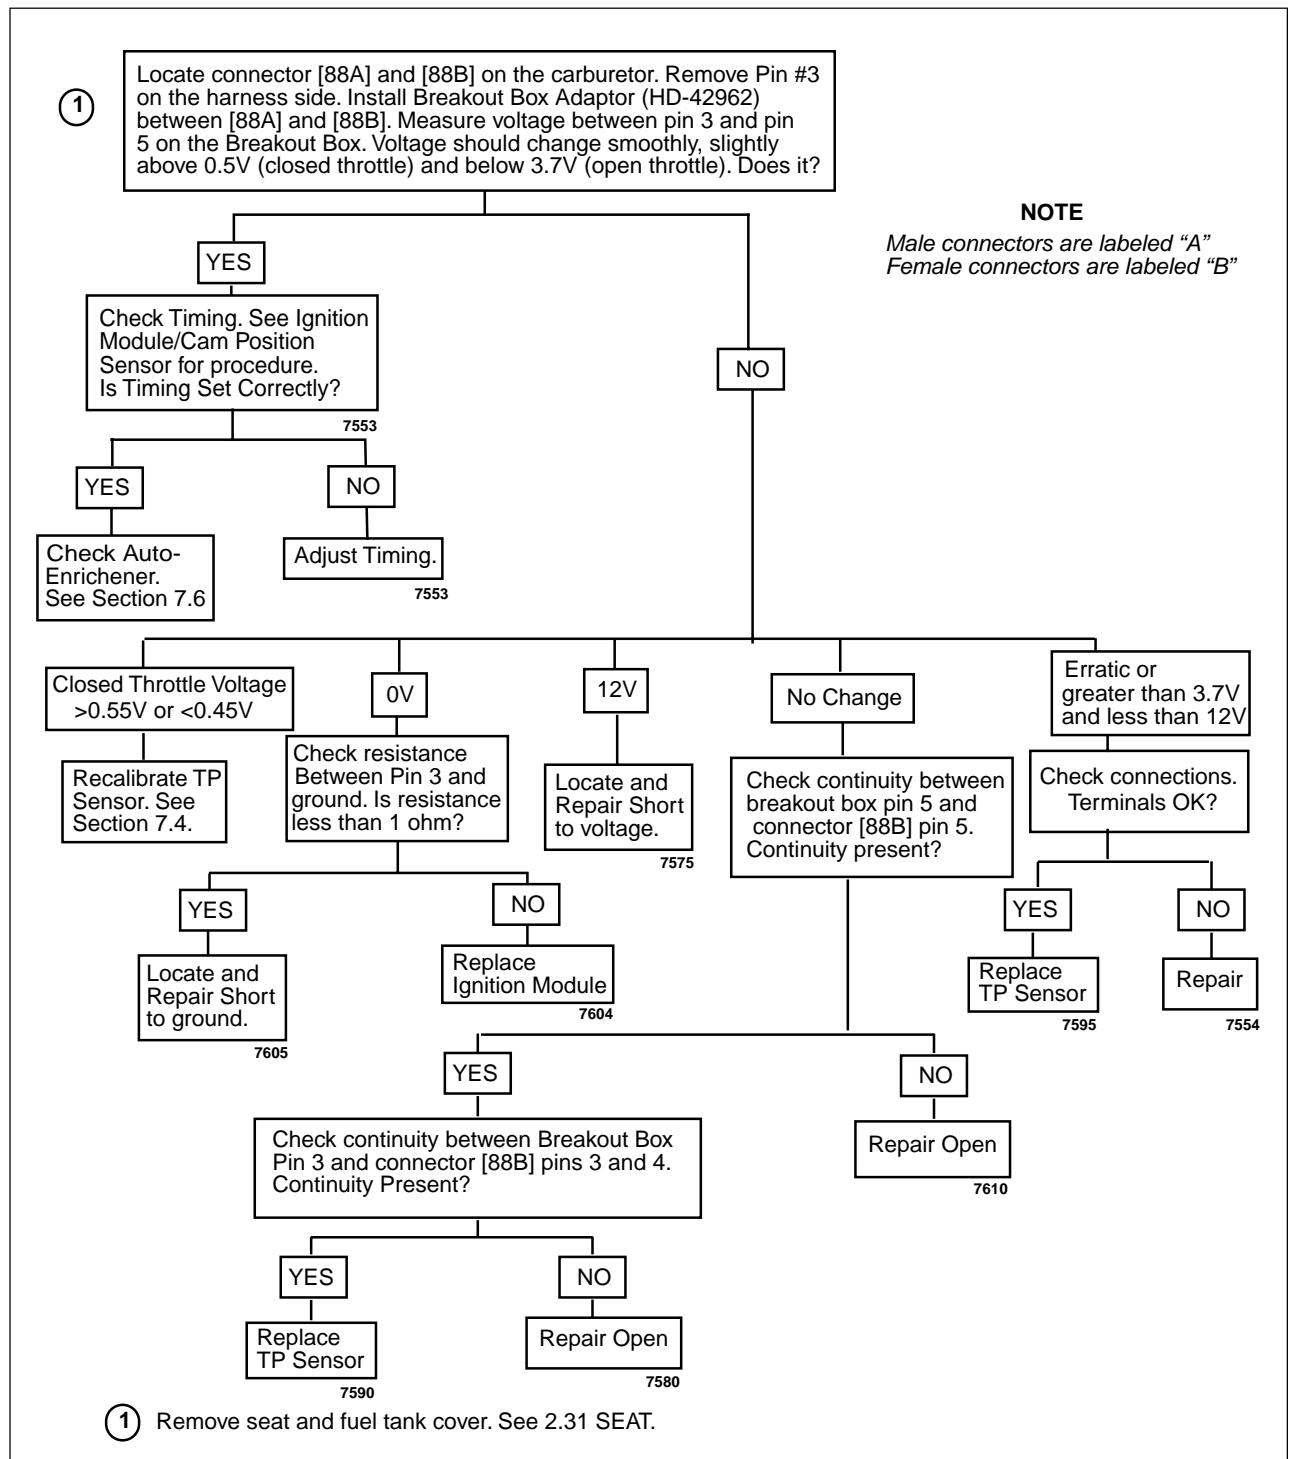 1
Locate connector [88A] and [88B] on the carburetor. Remove Pin #3
on the harness side. Install Breakout Box Adaptor (HD-42962)
between [88A] and [88B]. Measure voltage between pin 3 and pin
5 on the Breakout Box. Voltage should change smoothly, slightly
above 0.5V (closed throttle) and below 3.7V (open throttle). Does it?
NOTE
Male connectors are labeled “A”
Female connectors are labeled “B”
YES
Check Timing. See Ignition
Module/Cam Position
Sensor for procedure.
Is Timing Set Correctly?
7553
NO
YES
NO
Check Auto-
Enrichener.
See Section 7.6
Adjust Timing.
7553
Closed Throttle Voltage
>0.55V or <0.45V
0V
12V
No Change
Erratic or
greater than 3.7V
and less than 12V
Recalibrate TP
Sensor. See
Section 7.4.
Check resistance
Between Pin 3 and
ground. Is resistance
less than 1 ohm?
Locate and
Repair Short
to voltage.
7575
Check continuity between
breakout box pin 5 and
connector [88B] pin 5.
Continuity present?
Check connections.
Terminals OK?
YES
NO
YES
NO
Locate and
Repair Short
to ground.
7605
Replace
Ignition Module
7604
Replace
TP Sensor
7595
Repair
7554
YES
NO
Check continuity between Breakout Box
Pin 3 and connector [88B] pins 3 and 4.
Continuity Present?
Repair Open
7610
YES
NO
Replace
TP Sensor
7590
Repair Open
7580
1 Remove seat and fuel tank cover. See 2.31 SEAT.